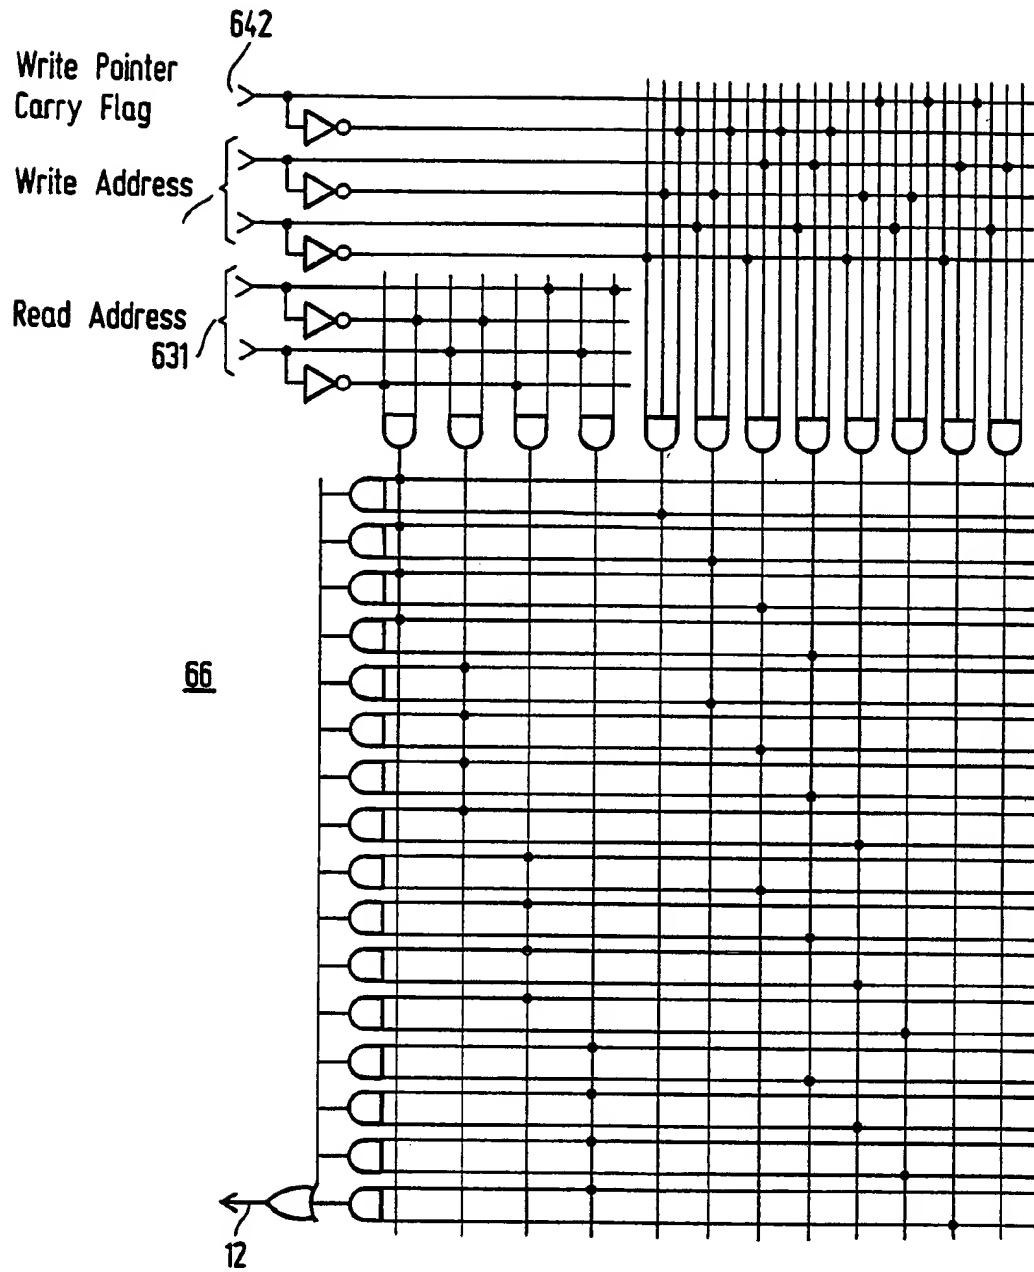 642
Write Pointer
Carry Flag
Write Address
Read Address
631
66
12